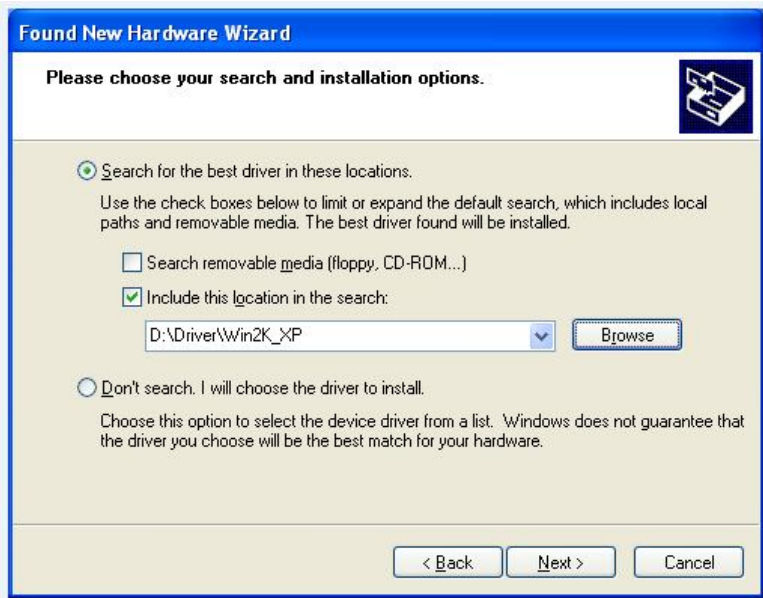 Found New Hardware Wizard
Please choose your search and installation options.
Search for the best driver in these locations.
Use the check boxes below to limit or expand the default search, which includes local
paths and removable media. The best driver found will be installed.
Search removable media (floppy, CD-ROM...)
Include this location in the search:
D:\Driver\Win2K_XP
Browse
Don't search. I will choose the driver to install.
Choose this option to select the device driver from a list. Windows does not guarantee that
the driver you choose will be the best match for your hardware.
< Back
Next >
Cancel